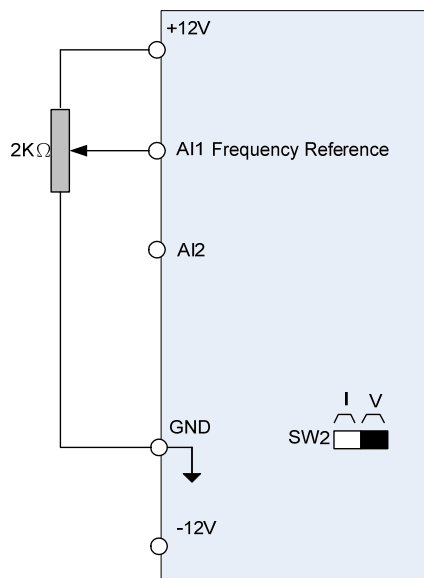 +12V
2KΩ
AI1 Frequency Reference
AI2
I V
GND
SW2
-12V